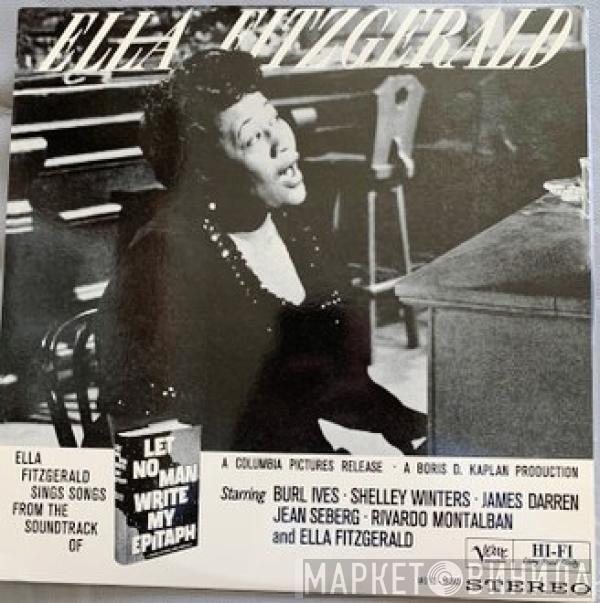 ELLA FITZGERALD
ELLA
FITZGERALD
SINGS SONGS
FROM THE
SOUNDTRACK
OF
LET
NO
MAN
WRITE
MY
EPITAPH
A COLUMBIA PICTURES RELEASE · A BORIS D. KAPLAN PRODUCTION
Starring BURL IVES · SHELLEY WINTERS · JAMES DARREN
JEAN SEBERG · RIVARDO MONTALBAN
and ELLA FITZGERALD
Verve
HI-FI
STEREO
МАРКЕТ ВИНИЛА